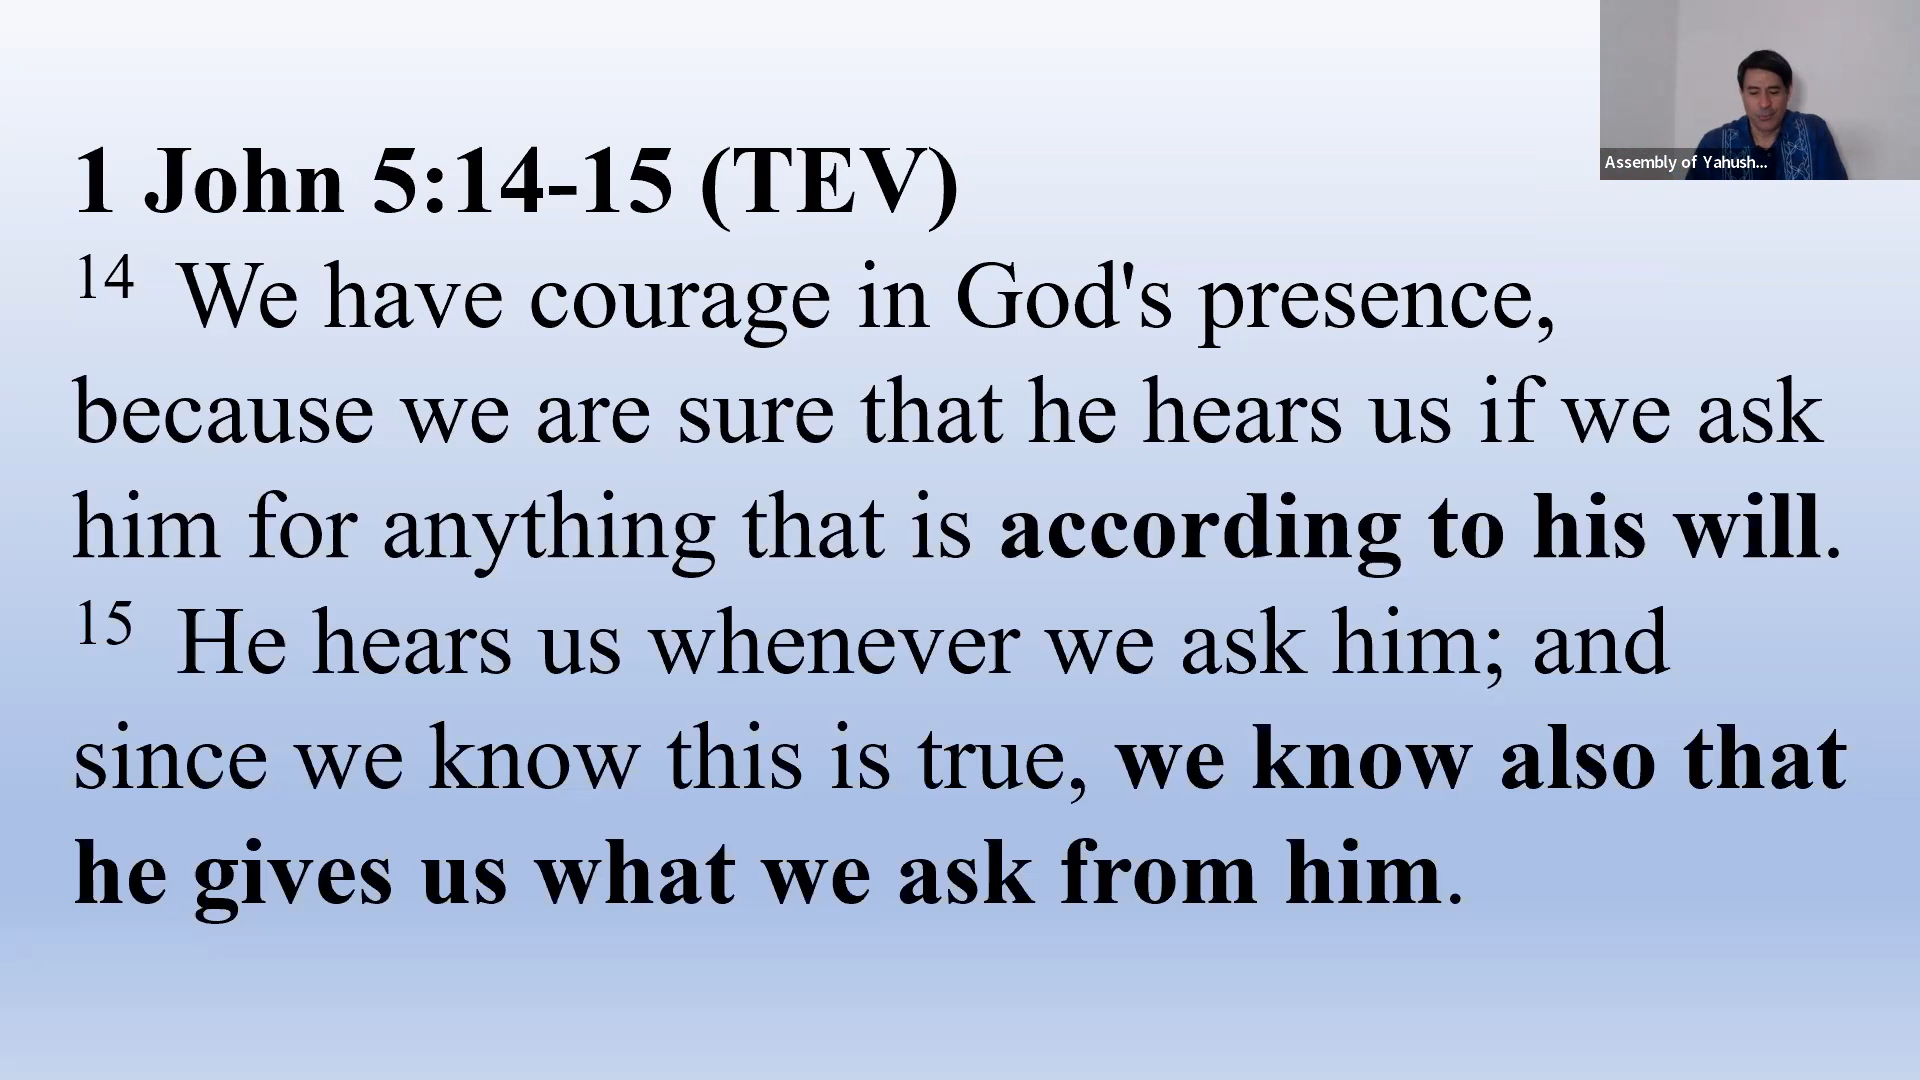 Assembly of Yahush...
1 John 5:14-15 (TEV)
14 We have courage in God's presence,
because we are sure that he hears us if we ask
him for anything that is according to his will.
15 He hears us whenever we ask him; and
since we know this is true, we know also that
he gives us what we ask from him.